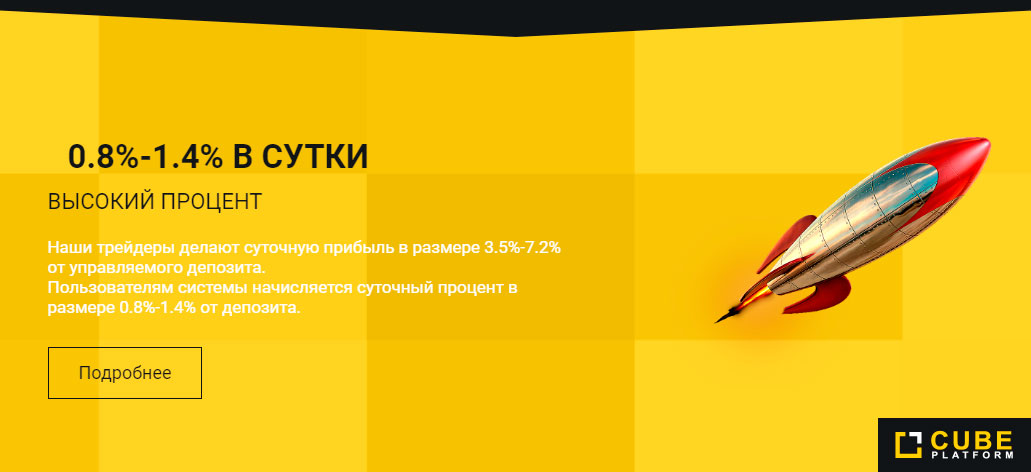 0.8%-1.4% В СУТКИ
ВЫСОКИЙ ПРОЦЕНТ
Наши трейдеры делают суточную прибыль в размере 3.5%-7.2%
от управляемого депозита.
Пользователям системы начисляется суточный процент в
размере 0.8%-1.4% от депозита.
Подробнее
CUBE
PLATFORM